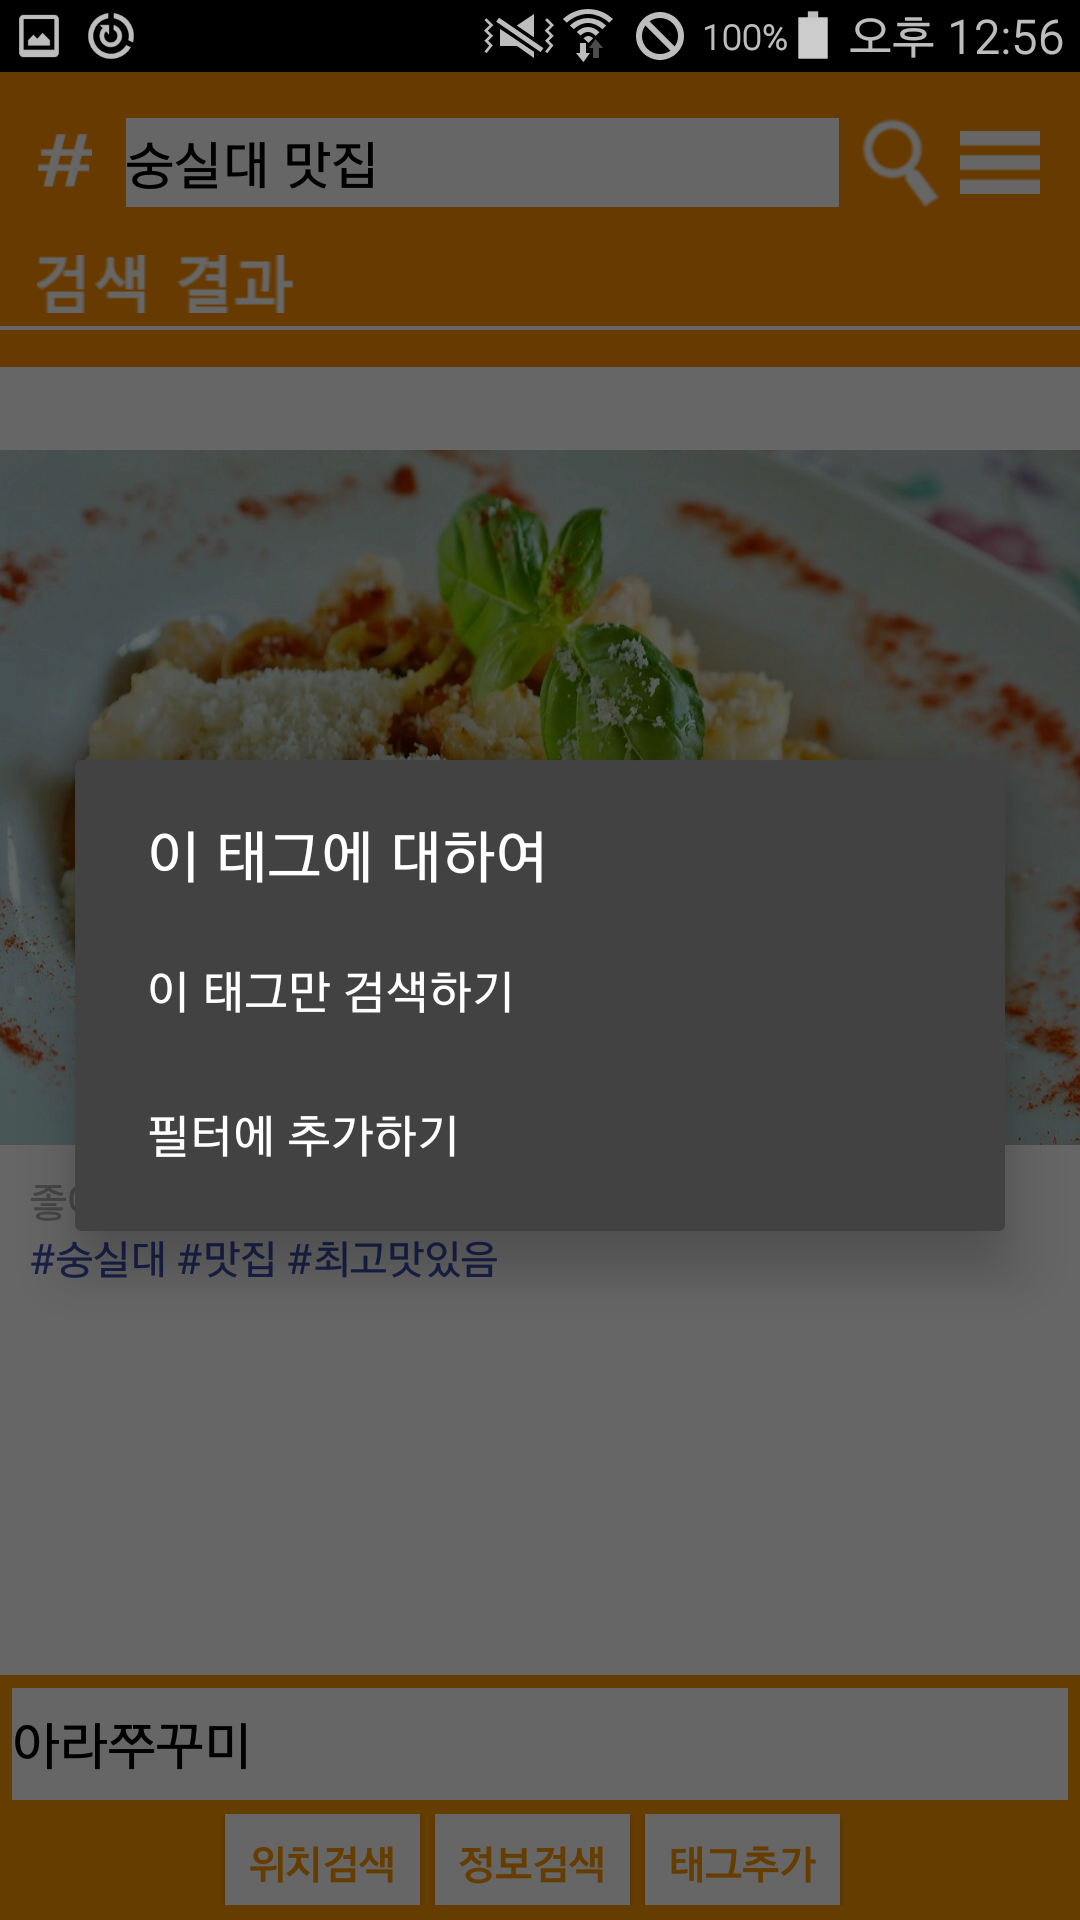 100% 오후 12:56
# 숭실대 맛집
검색 결과
이 태그에 대하여
이 태그만 검색하기
필터에 추가하기
좋
#숭실대 #맛집 #최고맛있음
아라쭈꾸미
위치검색 정보검색 태그추가